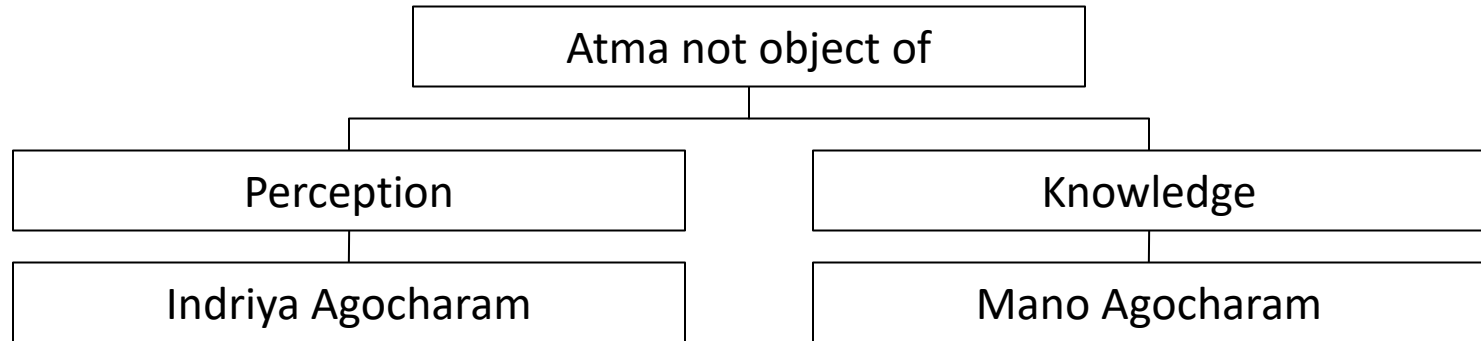 Atma not object of
Perception
Knowledge
Indriya Agocharam
Mano Agocharam